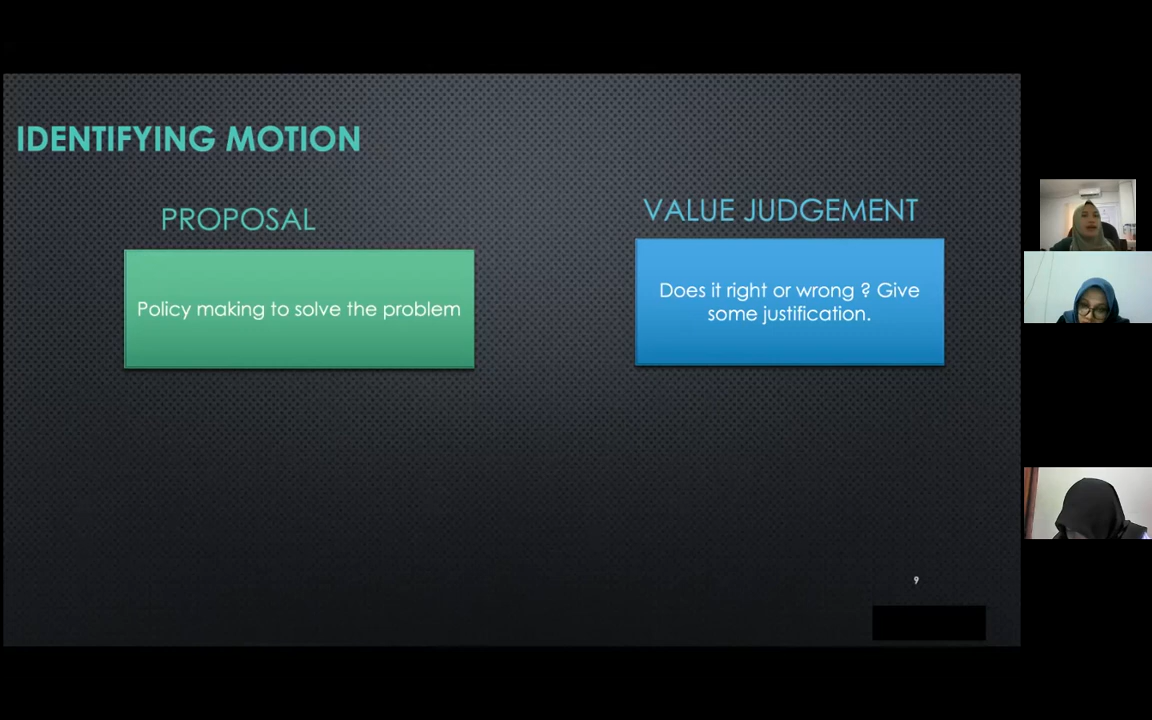 IDENTIFYING MOTION
PROPOSAL
Policy making to solve the problem
VALUE JUDGEMENT
Does it right or wrong ? Give
some justification.
9